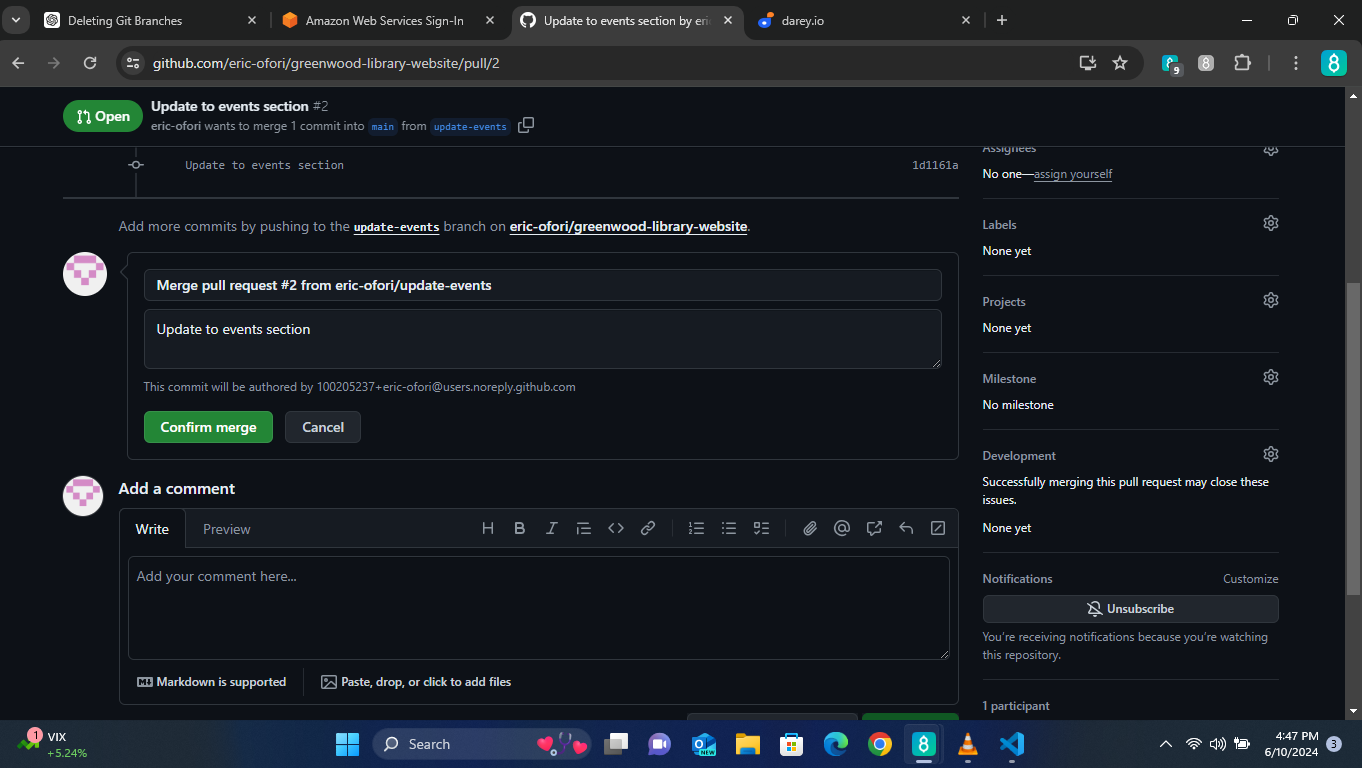 Deleting Git Branches
Amazon Web Services Sign-In
Update to events section by eri
darey.io
github.com/eric-ofori/greenwood-library-website/pull/2
9
8
Open
Update to events section #2
eric-ofori wants to merge 1 commit into main from update-events
Update to events section 1d1161a
Add more commits by pushing to the update-events branch on eric-ofori/greenwood-library-website.
Merge pull request #2 from eric-ofori/update-events
Update to events section
This commit will be authored by 100205237+eric-ofori@users.noreply.github.com
Confirm merge
Cancel
Add a comment
Write
Preview
Add your comment here...
Markdown is supported
Paste, drop, or click to add files
Assignees
No one—assign yourself
Labels
None yet
Projects
None yet
Milestone
No milestone
Development
Successfully merging this pull request may close these
issues.
None yet
Notifications
Customize
Unsubscribe
You're receiving notifications because you're watching
this repository.
1 participant
1
VIX
+5.24%
Search
NEW
4:47 PM
6/10/2024
3